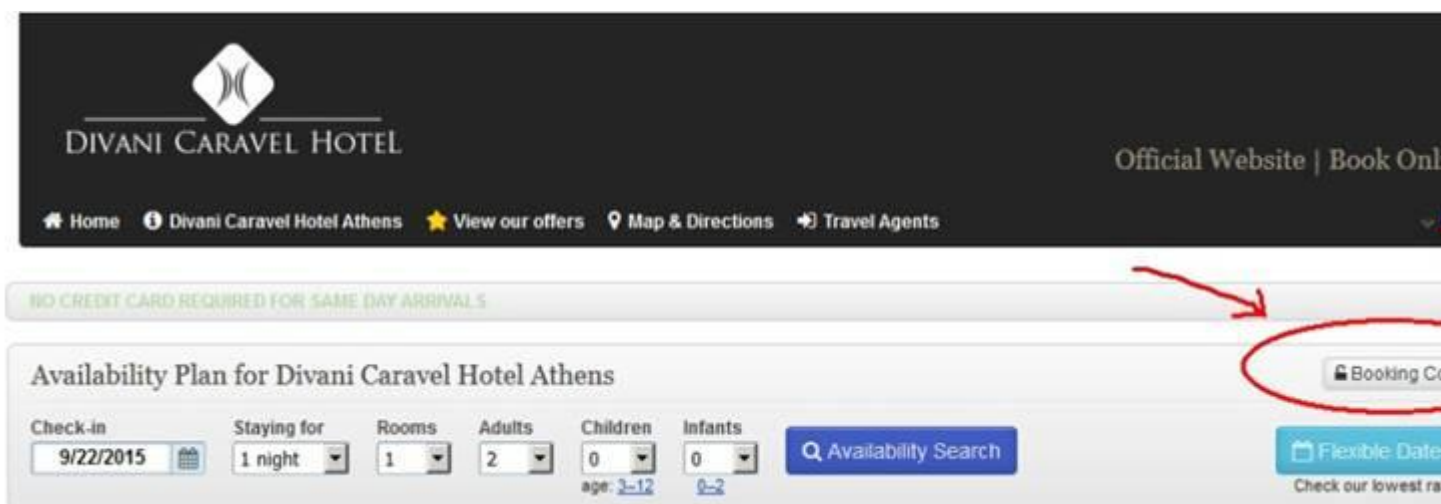 DIVANI CARAVEL HOTEL
Official Website | Book Onl
Home Divani Caravel Hotel Athens View our offers Map & Directions Travel Agents
NO CREDIT CARD REQUIRED FOR SAME DAY ARRIVALS
Availability Plan for Divani Caravel Hotel Athens
Booking Co
Check-in Staying for Rooms Adults Children Infants
9/22/2015 1 night 1 2 0 0 Availability Search Flexible Date
age: 3–12 0–2 Check our lowest ra